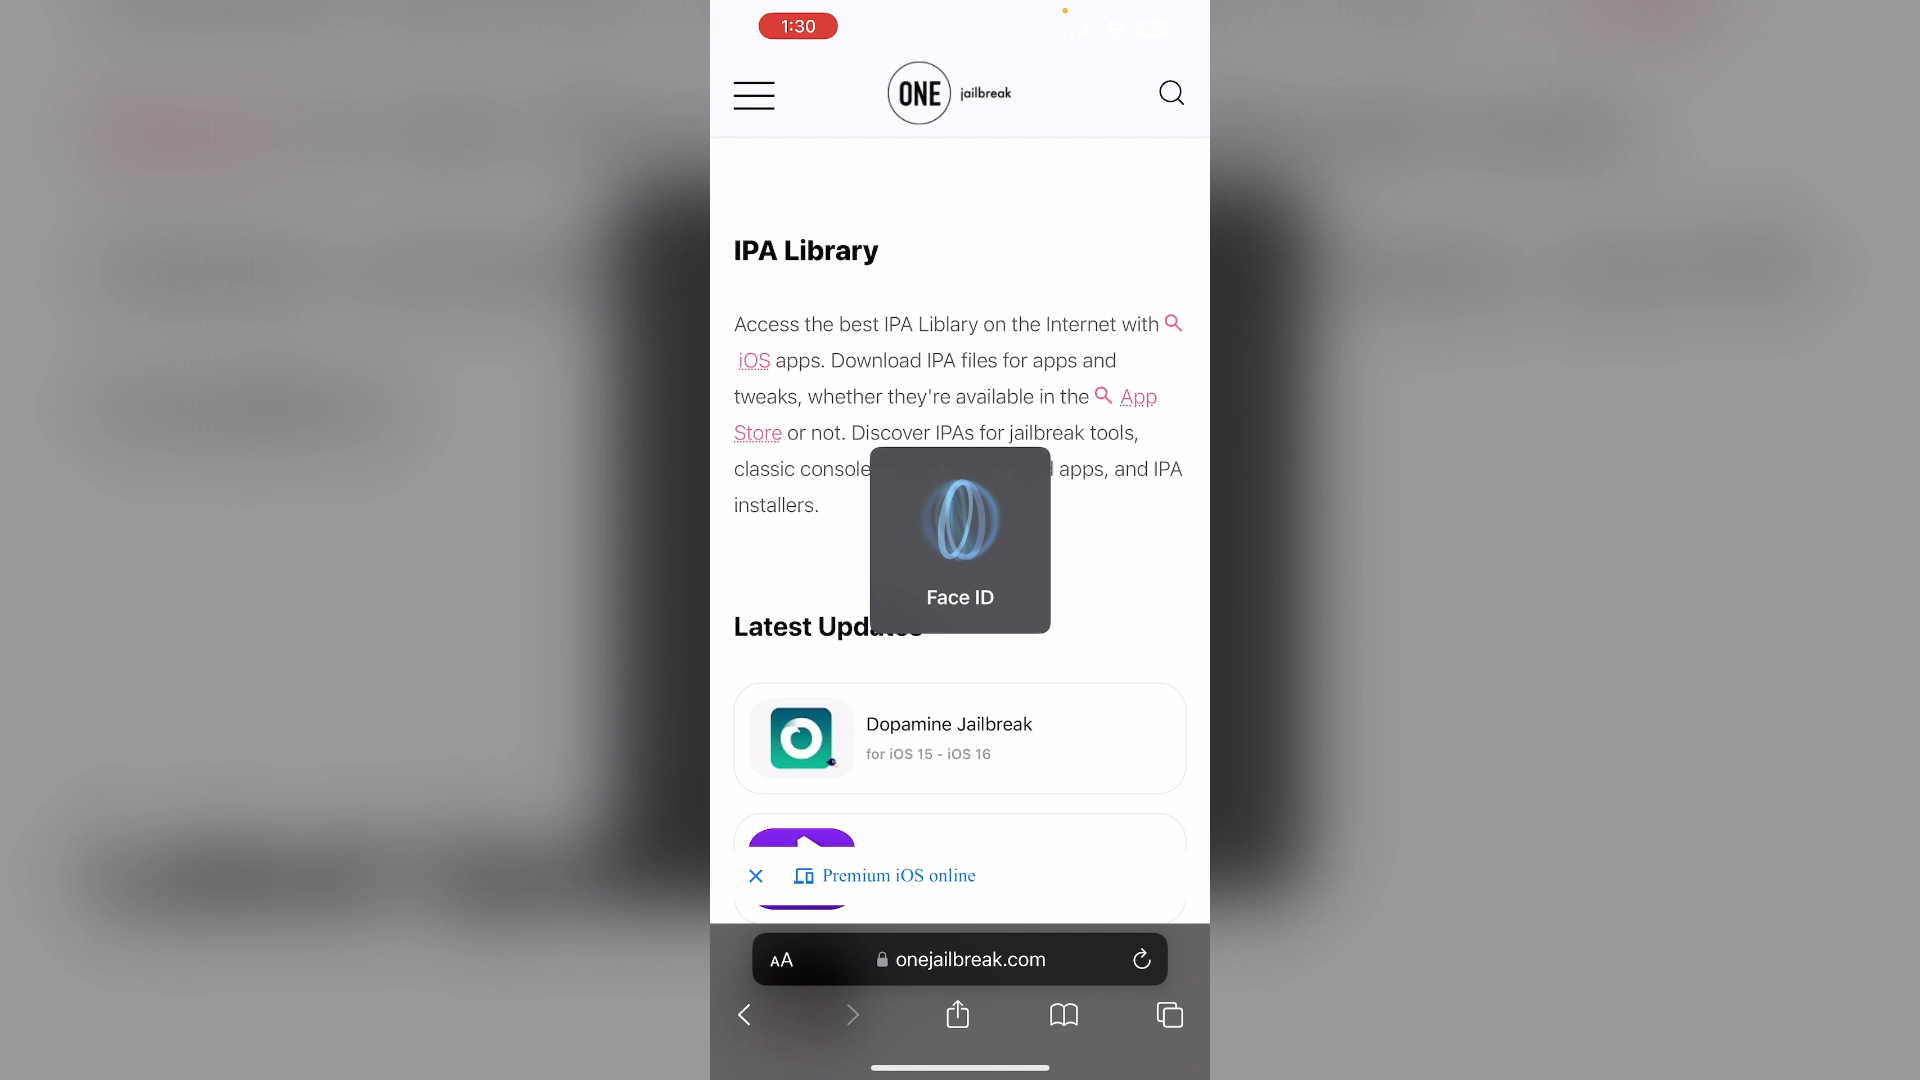 1:30
ONE jailbreak
IPA Library
Access the best IPA Liblary on the Internet with
iOS apps. Download IPA files for apps and
tweaks, whether they're available in the App
Store or not. Discover IPAs for jailbreak tools,
classic console apps, and IPA
installers.
Face ID
Latest Updates
Dopamine Jailbreak
for iOS 15 - iOS 16
Premium iOS online
AA onejailbreak.com